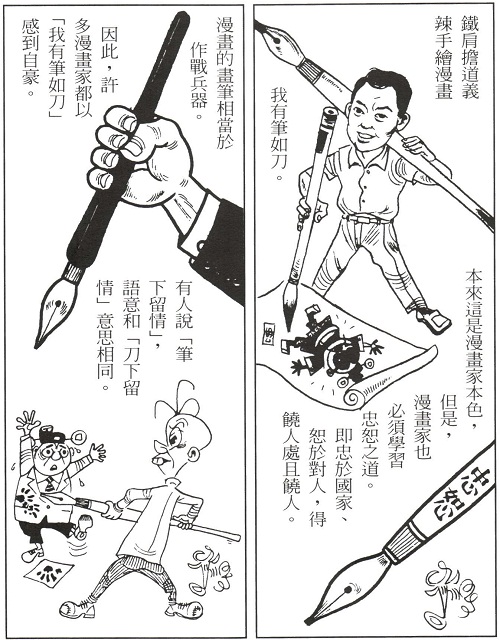 鐵肩擔道義
辣手繪漫畫
我有筆如刀。
本來這是漫畫家本色，
但是，
漫畫家也
必須學習
忠恕之道。
即忠於國家、
恕於對人，得
饒人處且饒人。
忠恕
漫畫的畫筆相當於
作戰兵器。
因此，許
多漫畫家都以
「我有筆如刀」
感到自豪。
有人說「筆
下留情」，
語意和「刀下留
情」意思相同。